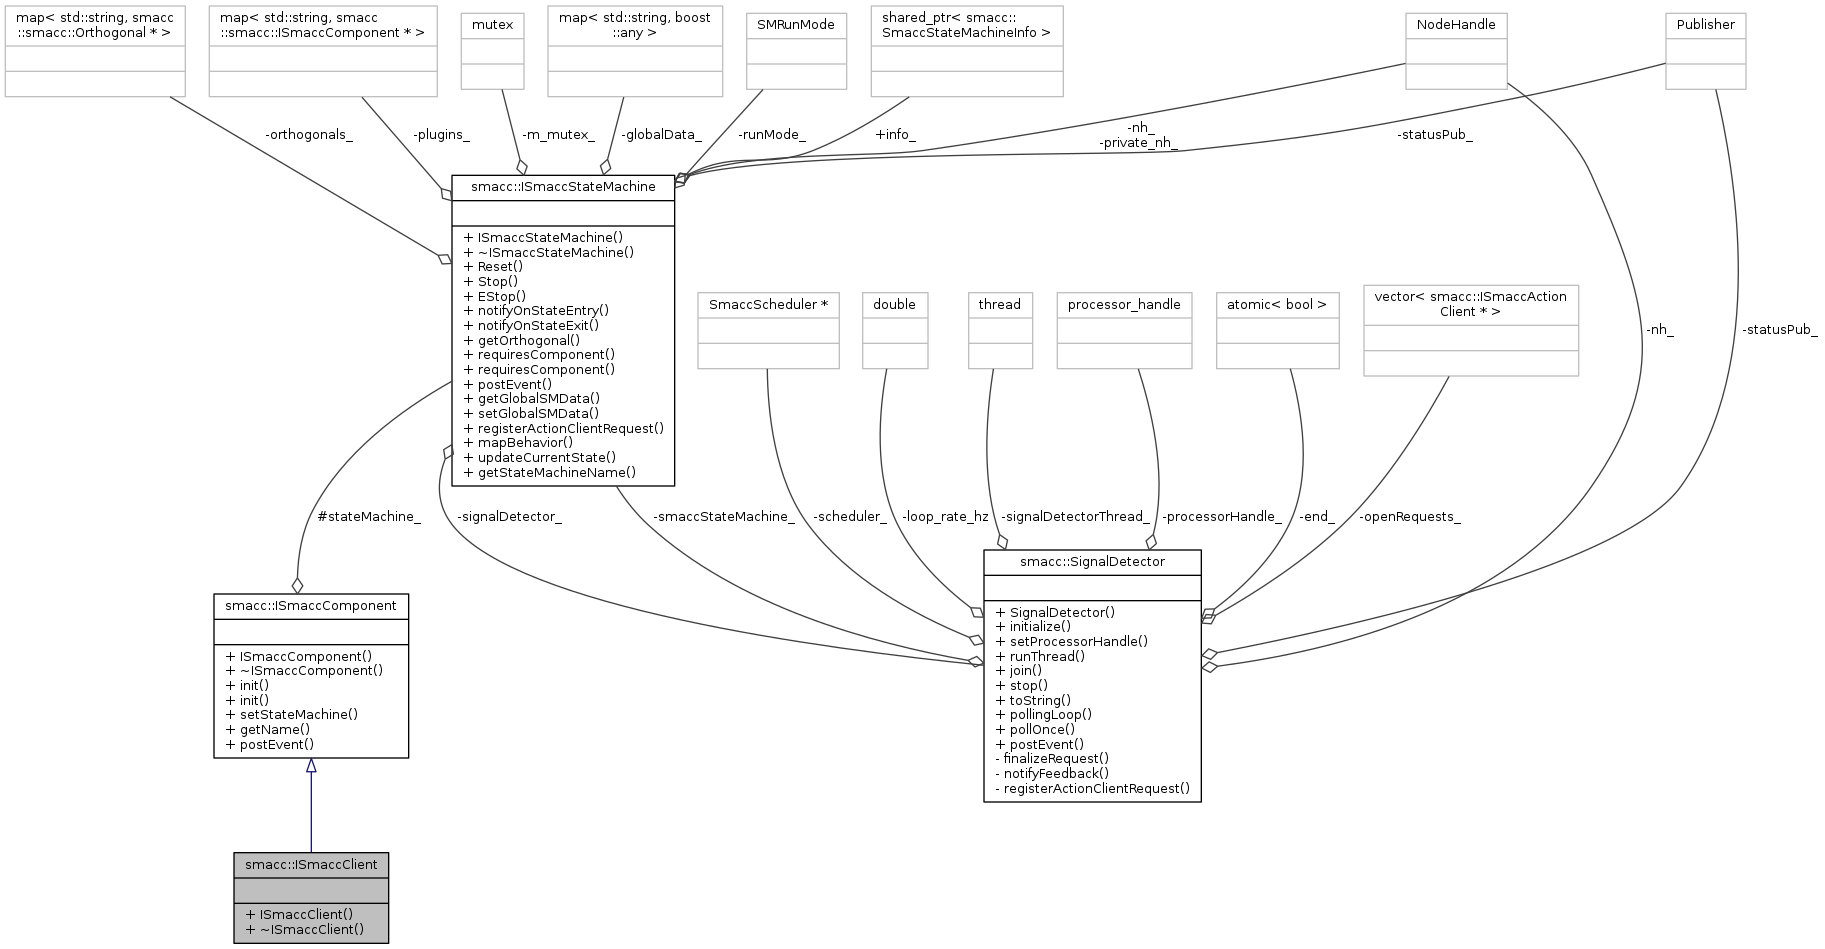 map< std::string, smacc
::smacc::Orthogonal * >
map< std::string, smacc
::smacc::ISmaccComponent * >
mutex
map< std::string, boost
::any >
SMRunMode
shared_ptr< smacc::
SmaccStateMachineInfo >
NodeHandle
Publisher
-orthogonals_
-plugins_
-m_mutex_
-globalData_
-runMode_
+info_
-nh_
-private_nh_
-statusPub_
smacc::ISmaccStateMachine
+ ISmaccStateMachine()
+ ~ISmaccStateMachine()
+ Reset()
+ Stop()
+ EStop()
+ notifyOnStateEntry()
+ notifyOnStateExit()
+ getOrthogonal()
+ requiresComponent()
+ requiresComponent()
+ postEvent()
+ getGlobalSMData()
+ setGlobalSMData()
+ registerActionClientRequest()
+ mapBehavior()
+ updateCurrentState()
+ getStateMachineName()
SmaccScheduler *
double
thread
processor_handle
atomic< bool >
vector< smacc::ISmaccAction
Client * >
-nh_
-statusPub_
#stateMachine_
-signalDetector_
-smaccStateMachine_
-scheduler_
-loop_rate_hz
-signalDetectorThread_
-processorHandle_
-end_
-openRequests_
smacc::ISmaccComponent
+ ISmaccComponent()
+ ~ISmaccComponent()
+ init()
+ init()
+ setStateMachine()
+ getName()
+ postEvent()
smacc::SignalDetector
+ SignalDetector()
+ initialize()
+ setProcessorHandle()
+ runThread()
+ join()
+ stop()
+ toString()
+ pollingLoop()
+ pollOnce()
+ postEvent()
- finalizeRequest()
- notifyFeedback()
- registerActionClientRequest()
smacc::ISmaccClient
+ ISmaccClient()
+ ~ISmaccClient()